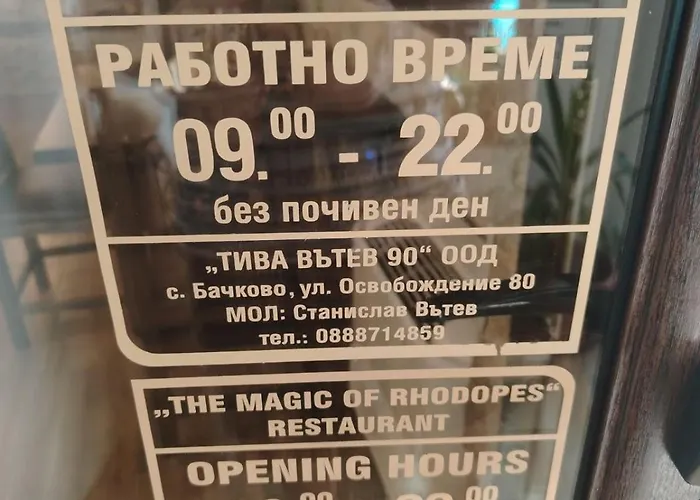 РАБОТНО ВРЕМЕ
09.00 - 22.00
без почивен ден
„ТИВА ВЪТЕВ 90“ ООД
с. Бачково, ул. Освобождение 80
МОЛ: Станислав Вътев
тел.: 0888714859
„THE MAGIC OF RHODOPES“
RESTAURANT
OPENING HOURS